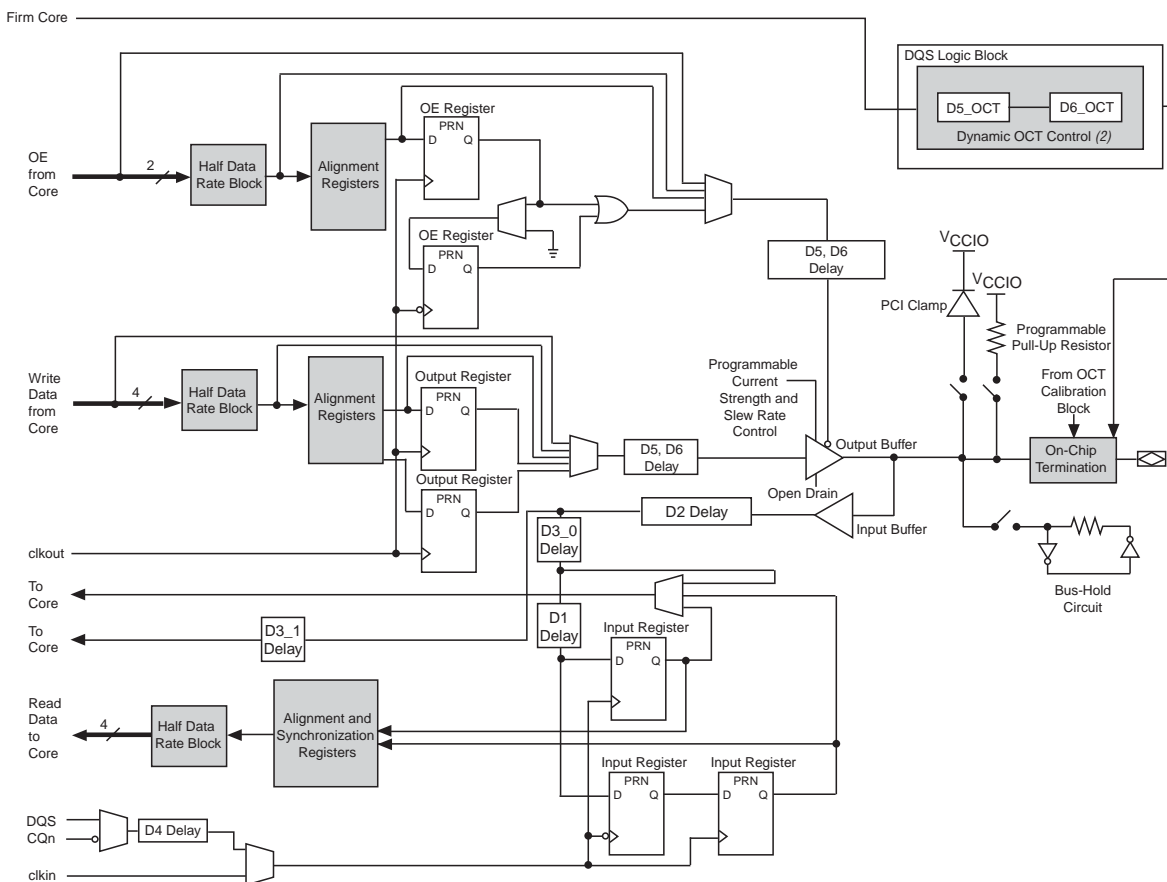 Firm Core
DQS Logic Block
D5_OCT
D6_OCT
Dynamic OCT Control (2)
OE Register
PRN
D
Q
OE
from
Core
2
Half Data
Rate Block
Alignment
Registers
OE Register
PRN
D
Q
D5, D6
Delay
VCCIO
VCCIO
PCI Clamp
Programmable
Pull-Up Resistor
From OCT
Calibration
Block
On-Chip
Termination
Write
Data
from
Core
4
Half Data
Rate Block
Alignment
Registers
Output Register
PRN
D
Q
Output Register
PRN
D
Q
D5, D6
Delay
Programmable
Current
Strength and
Slew Rate
Control
Output Buffer
Open Drain
Input Buffer
D2 Delay
D3_0
Delay
clkout
Bus-Hold
Circuit
To
Core
D1
Delay
To
Core
D3_1
Delay
Input Register
PRN
D
Q
Read
Data
to
Core
4
Half Data
Rate Block
Alignment and
Synchronization
Registers
Input Register
PRN
D
Q
Input Register
PRN
D
Q
DQS
CQn
D4 Delay
clkin